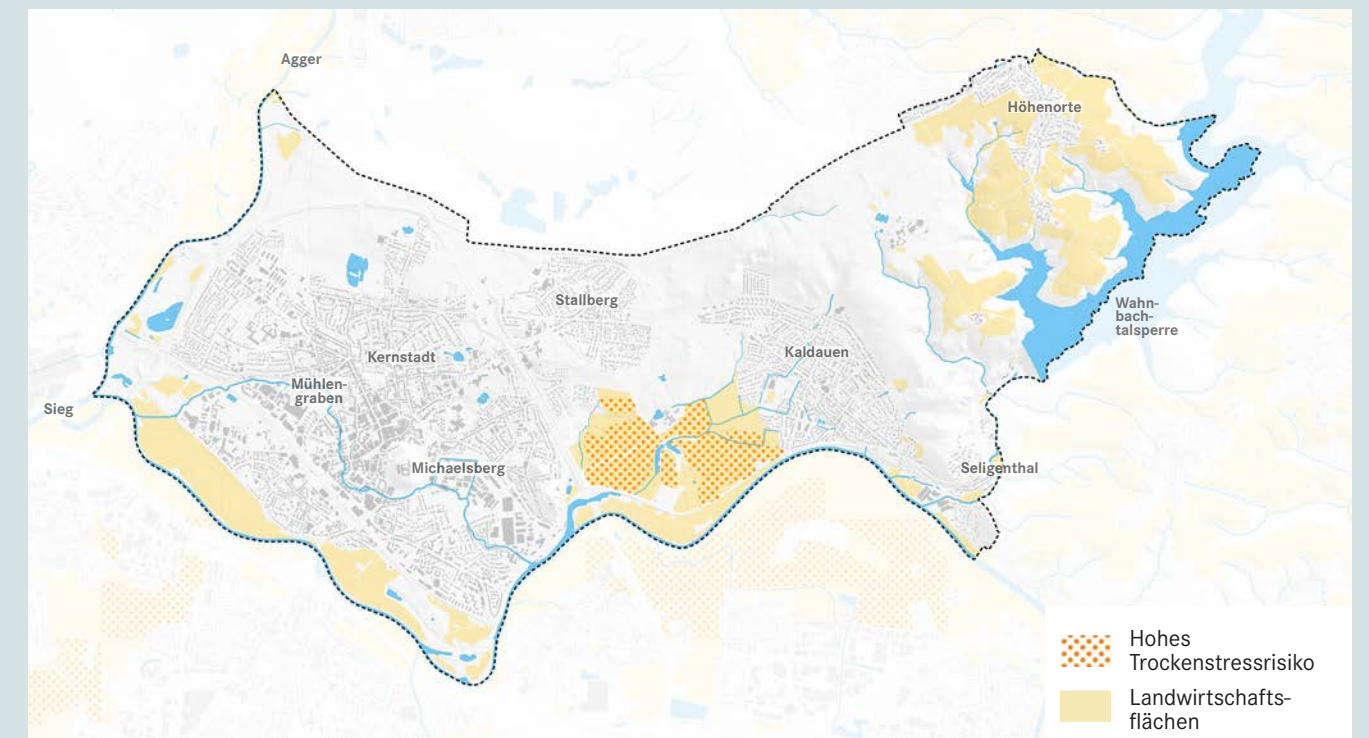 Agger
Höhenorte
Stallberg
Wahn-
bach-
talsperre
Kernstadt
Kaldauen
Mühlen-
graben
Sieg
Michaelsberg
Seligenthal
Hohes
Trockenstressrisiko
Landwirtschafts-
flächen